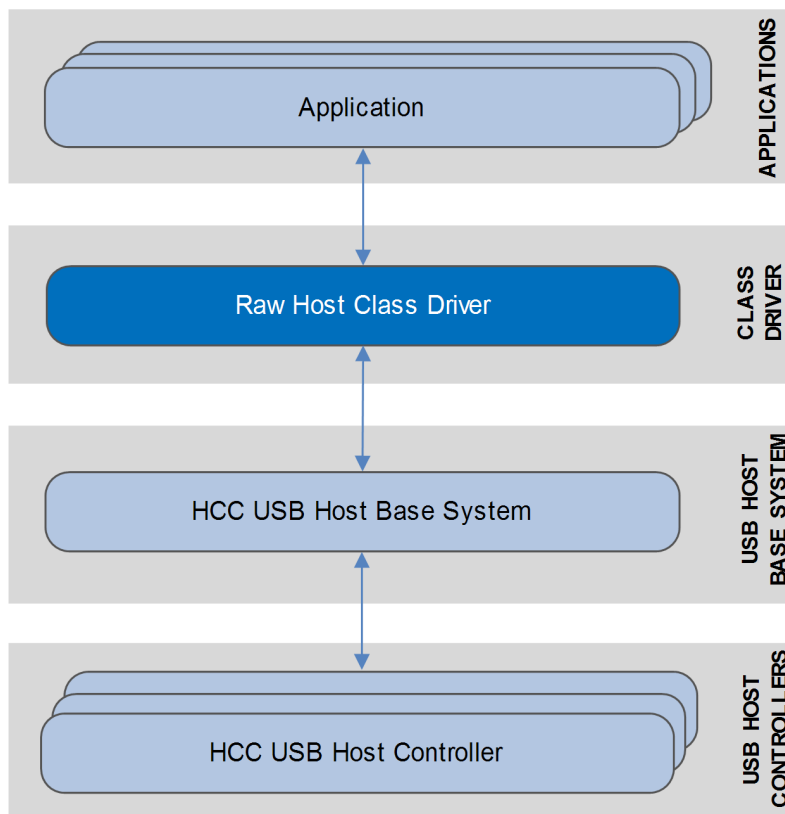 Application
APPLICATIONS
Raw Host Class Driver
CLASS
DRIVER
HCC USB Host Base System
USB HOST
BASE SYSTEM
HCC USB Host Controller
USB HOST
CONTROLLERS